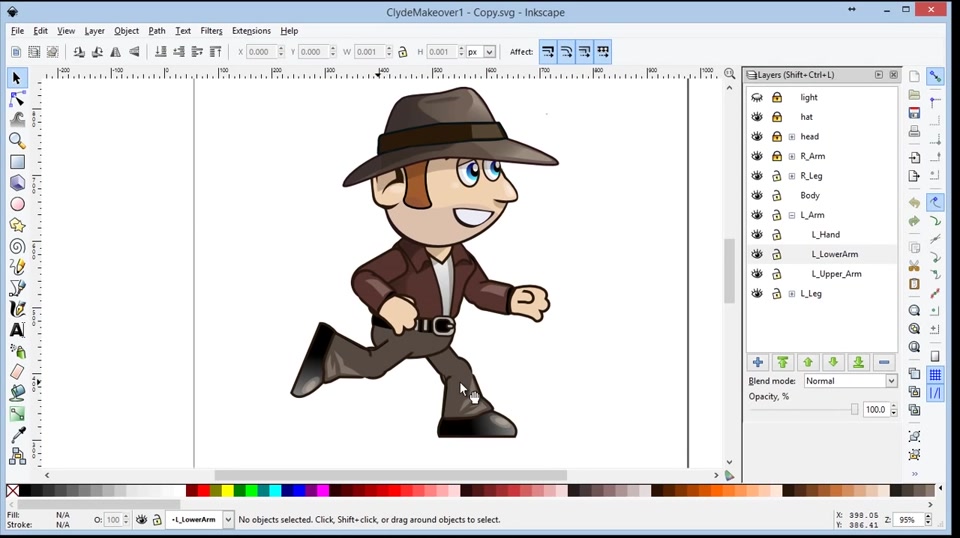 ClydeMakeover1 - Copy.svg - Inkscape
File Edit View Layer Object Path Text Filters Extensions Help
X 0.000 Y 0.000 W 0.001 H 0.001 px Affect:
Layers (Shift+Ctrl+L)
light
hat
head
R_Arm
R_Leg
Body
L_Arm
L_Hand
L_LowerArm
L_Upper_Arm
L_Leg
Blend mode: Normal
Opacity, % 100.0
Fill: N/A
Stroke: N/A
O: 100
L_LowerArm
No objects selected. Click, Shift+click, or drag around objects to select.
X: 398.05
Y: 386.41
Z: 95%